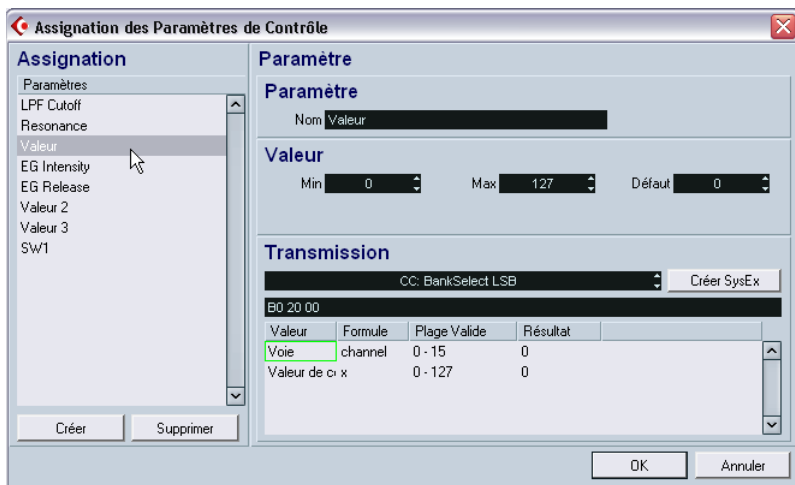 Assignation des Paramètres de Contrôle
Assignation
Paramètres
LPF Cutoff
Resonance
Valeur
EG Intensity
EG Release
Valeur 2
Valeur 3
SW1
Créer Supprimer
Paramètre
Paramètre
Nom Valeur
Valeur
Min 0 Max 127 Défaut 0
Transmission
CC: BankSelect LSB Créer SysEx
B0 20 00
Valeur Formule Plage Valide Résultat
Voie channel 0 - 15 0
Valeur de x 0 - 127 0
OK Annuler